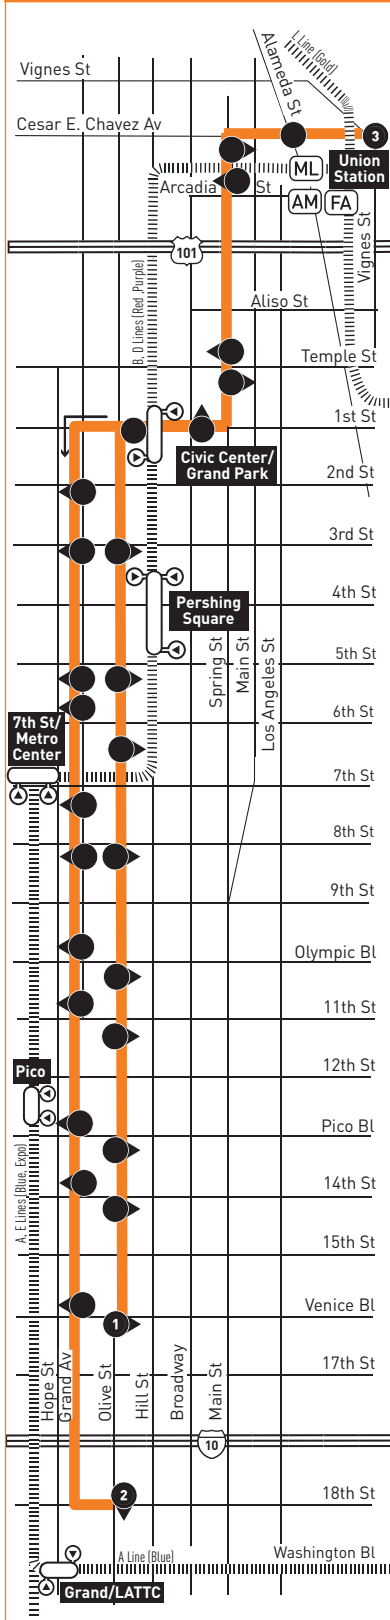 L Line (Gold)
Alameda St
Vignes St
Cesar E. Chavez Av
3
Union
Station
ML
Arcadia St
AM
FA
Vignes St
101
B, D Lines (Red ,Purple)
Aliso St
Temple St
1st St
Civic Center/
Grand Park
2nd St
3rd St
4th St
Pershing
Square
5th St
Spring St
Main St
Los Angeles St
6th St
7th St/
Metro
Center
7th St
8th St
9th St
Olympic Bl
11th St
12th St
Pico
Pico Bl
A, E Lines (Blue, Expo)
14th St
15th St
Venice Bl
1
17th St
Hope St
Grand Av
Olive St
Hill St
Broadway
Main St
10
2
18th St
A Line (Blue)
Washington Bl
Grand/LATTC